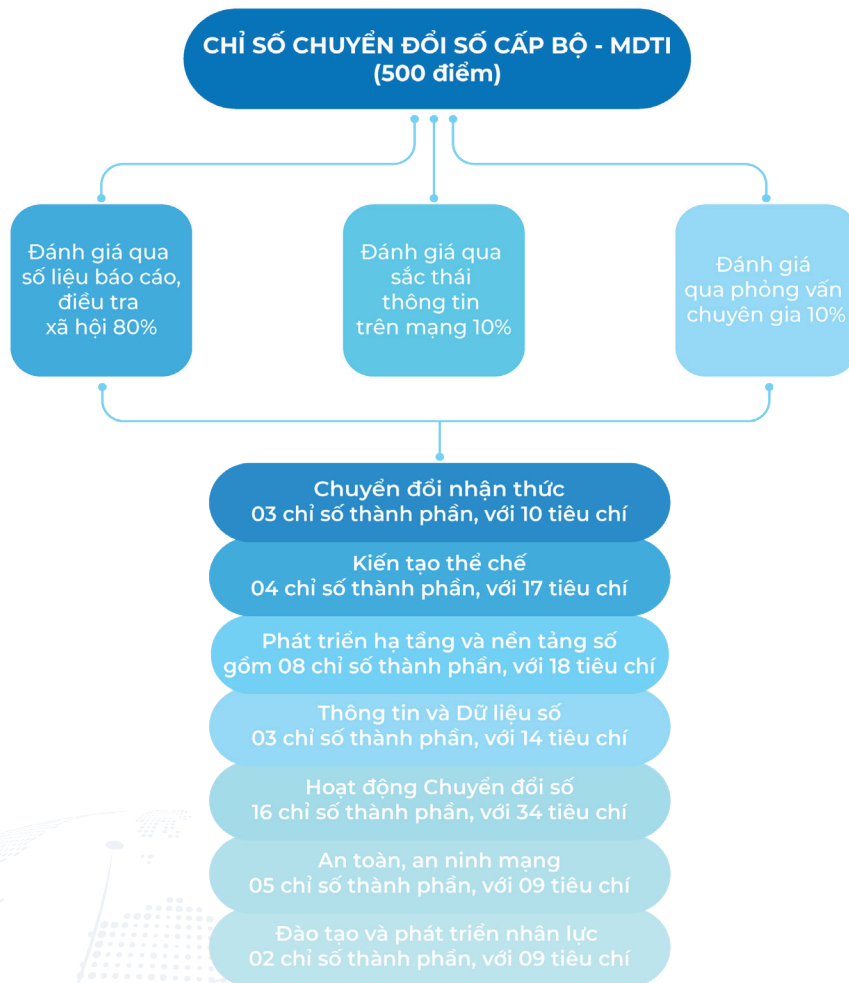 CHỈ SỐ CHUYỂN ĐỔI SỐ CẤP BỘ - MDTI
(500 điểm)
Đánh giá qua
số liệu báo cáo,
điều tra
xã hội 80%
Đánh giá qua
sắc thái
thông tin
trên mạng 10%
Đánh giá
qua phỏng vấn
chuyên gia 10%
Chuyển đổi nhận thức
03 chỉ số thành phần, với 10 tiêu chí
Kiến tạo thể chế
04 chỉ số thành phần, với 17 tiêu chí
Phát triển hạ tầng và nền tảng số
gồm 08 chỉ số thành phần, với 18 tiêu chí
Thông tin và Dữ liệu số
03 chỉ số thành phần, với 14 tiêu chí
Hoạt động Chuyển đổi số
16 chỉ số thành phần, với 34 tiêu chí
An toàn, an ninh mạng
05 chỉ số thành phần, với 09 tiêu chí
Đào tạo và phát triển nhân lực
02 chỉ số thành phần, với 09 tiêu chí